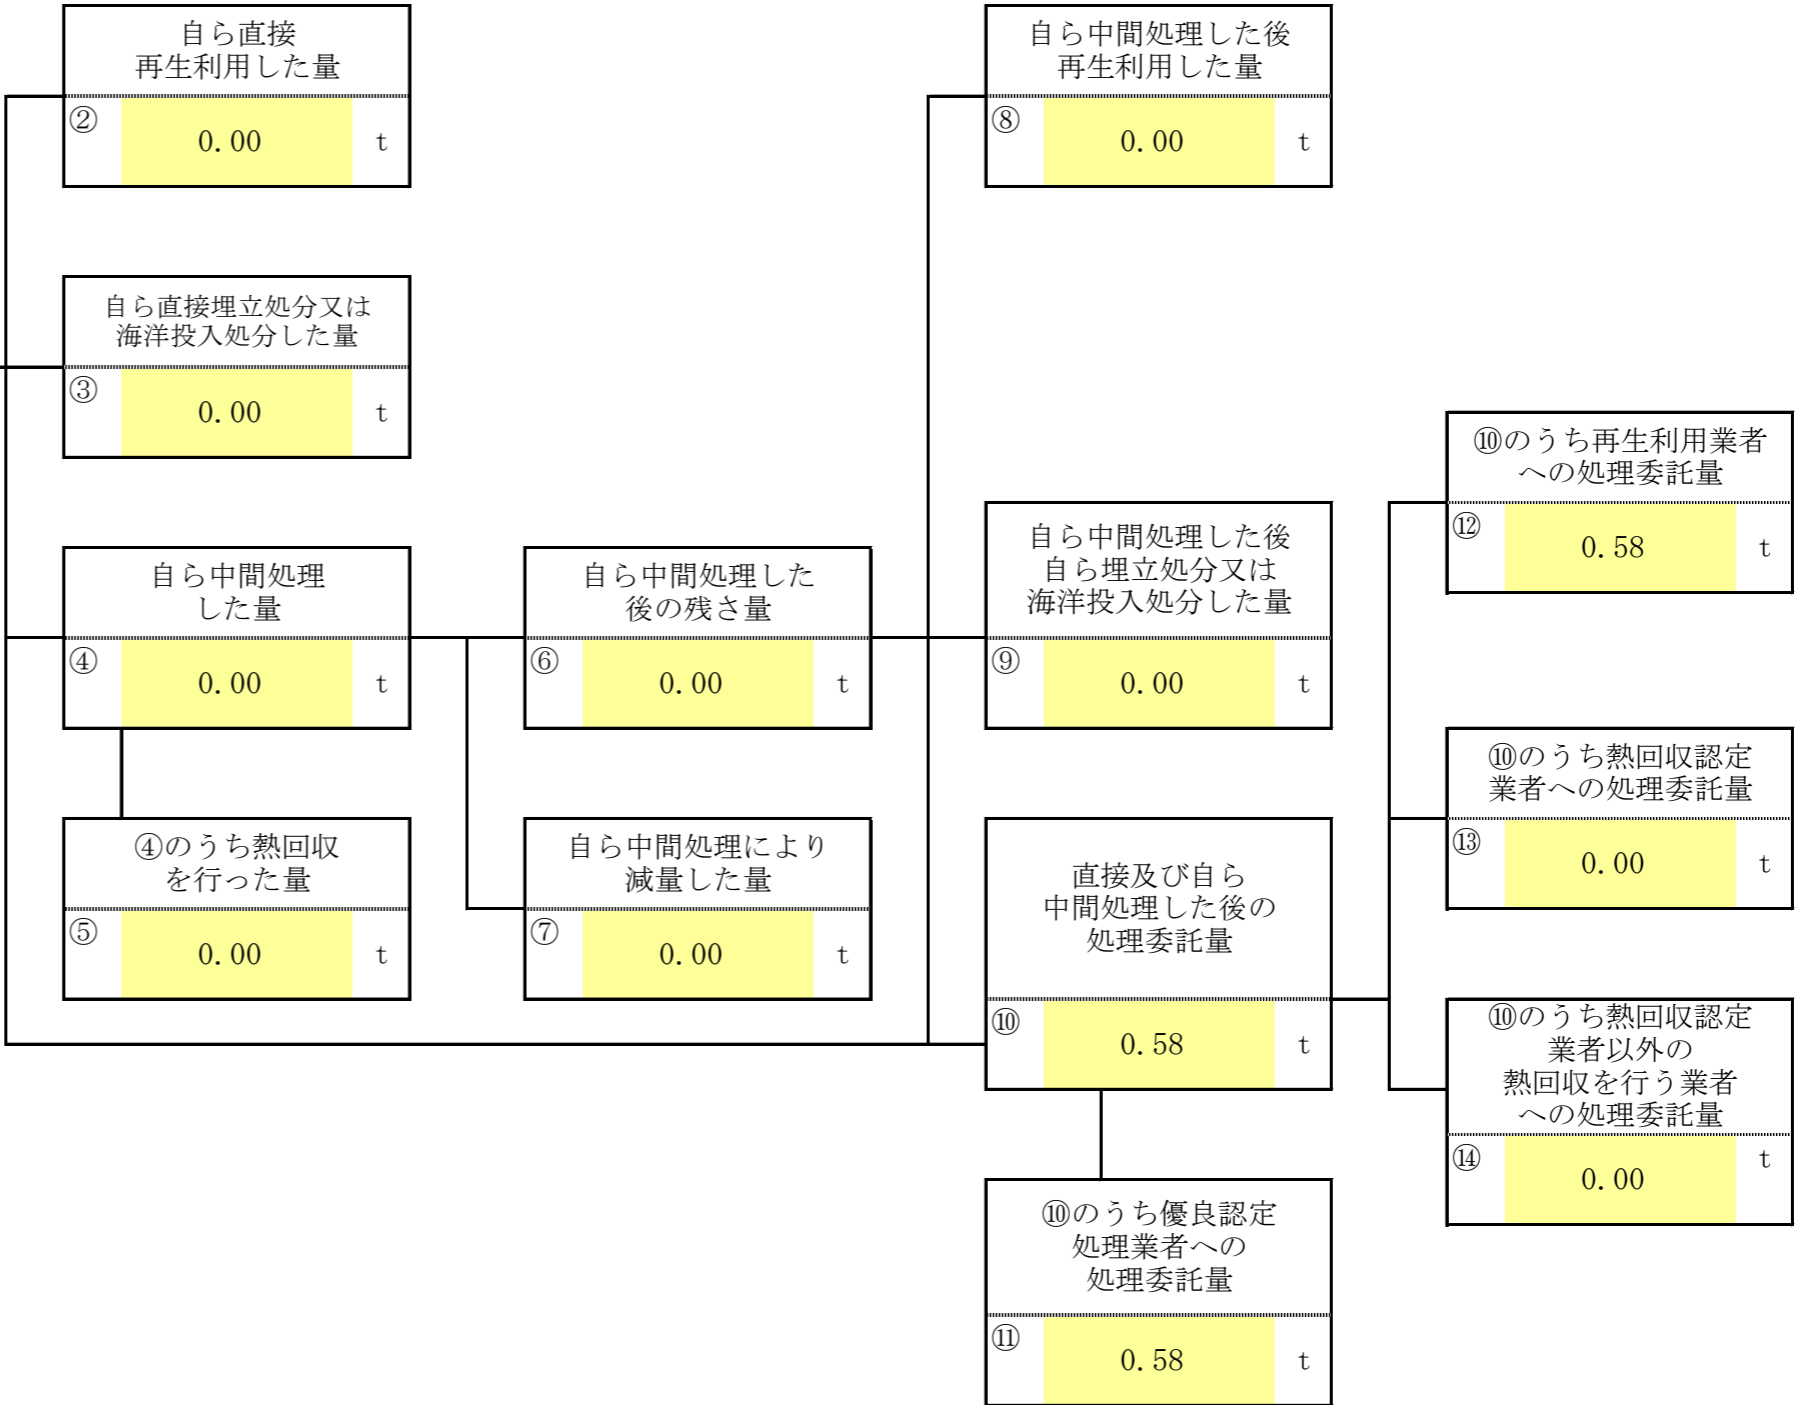 自ら直接
再生利用した量
②
0.00
t
自ら中間処理した後
再生利用した量
⑧
0.00
t
自ら直接埋立処分又は
海洋投入処分した量
③
0.00
t
⑩のうち再生利用業者
への処理委託量
⑫
0.58
t
自ら中間処理
した量
④
0.00
t
自ら中間処理した
後の残さ量
⑥
0.00
t
自ら中間処理した後
自ら埋立処分又は
海洋投入処分した量
⑨
0.00
t
⑩のうち熱回収認定
業者への処理委託量
⑬
0.00
t
④のうち熱回収
を行った量
⑤
0.00
t
自ら中間処理により
減量した量
⑦
0.00
t
直接及び自ら
中間処理した後の
処理委託量
⑩
0.58
t
⑩のうち熱回収認定
業者以外の
熱回収を行う業者
への処理委託量
⑭
0.00
t
⑩のうち優良認定
処理業者への
処理委託量
⑪
0.58
t